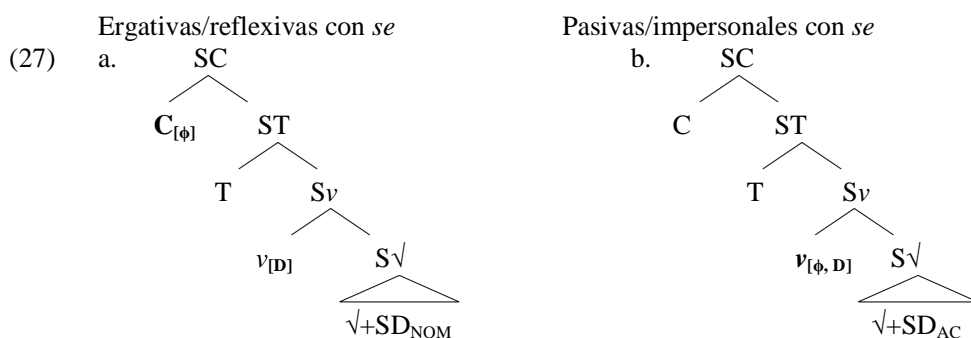 Ergativas/reflexivas con se Pasivas/impersonales con se
(27) a. SC b. SC
C[ϕ] ST C ST
T Sv T Sv
v[D] S√ v[ϕ, D] S√
√+SDNOM √+SDAC